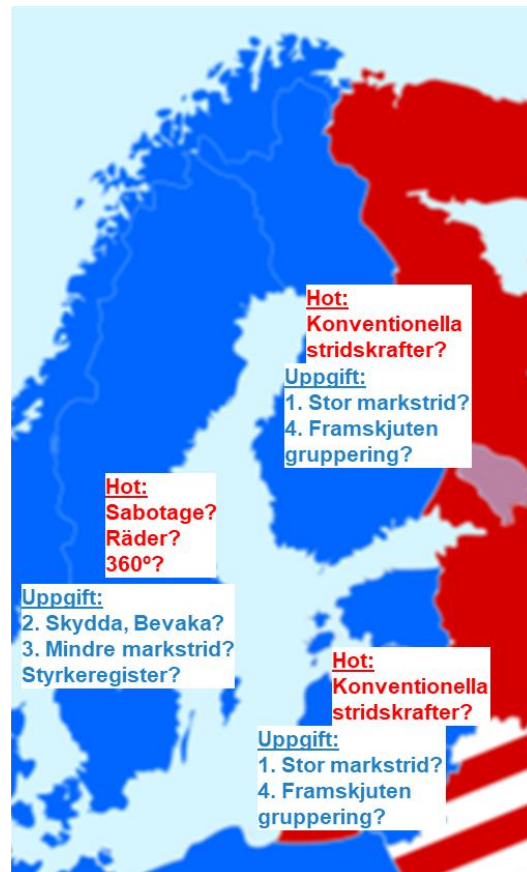 Hot:
Konventionella
stridskrafter?
Uppgift:
1. Stor markstrid?
4. Framskjuten
gruppering?
Hot:
Sabotage?
Räder?
360º?
Uppgift:
2. Skydda, Bevaka?
3. Mindre markstrid?
Styrkeregister?
Hot:
Konventionella
stridskrafter?
Uppgift:
1. Stor markstrid?
4. Framskjuten
gruppering?